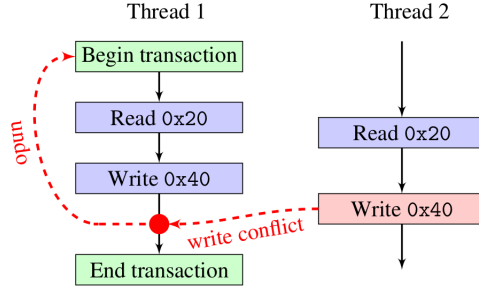 Thread 1
Thread 2
Begin transaction
Read 0x20
Read 0x20
Write 0x40
Write 0x40
undo
write conflict
End transaction